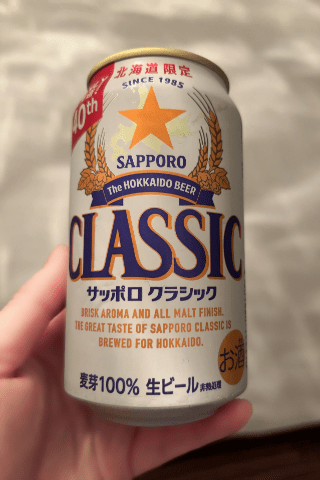 40th
北海道限定
SINCE 1985
SAPPORO
The HOKKAIDO BEER
CLASSIC
サッポロ クラシック
BRISK AROMA AND ALL MALT FINISH.
THE GREAT TASTE OF SAPPORO CLASSIC IS
BREWED FOR HOKKAIDO.
お酒
麦芽100% 生ビール 非熱処理